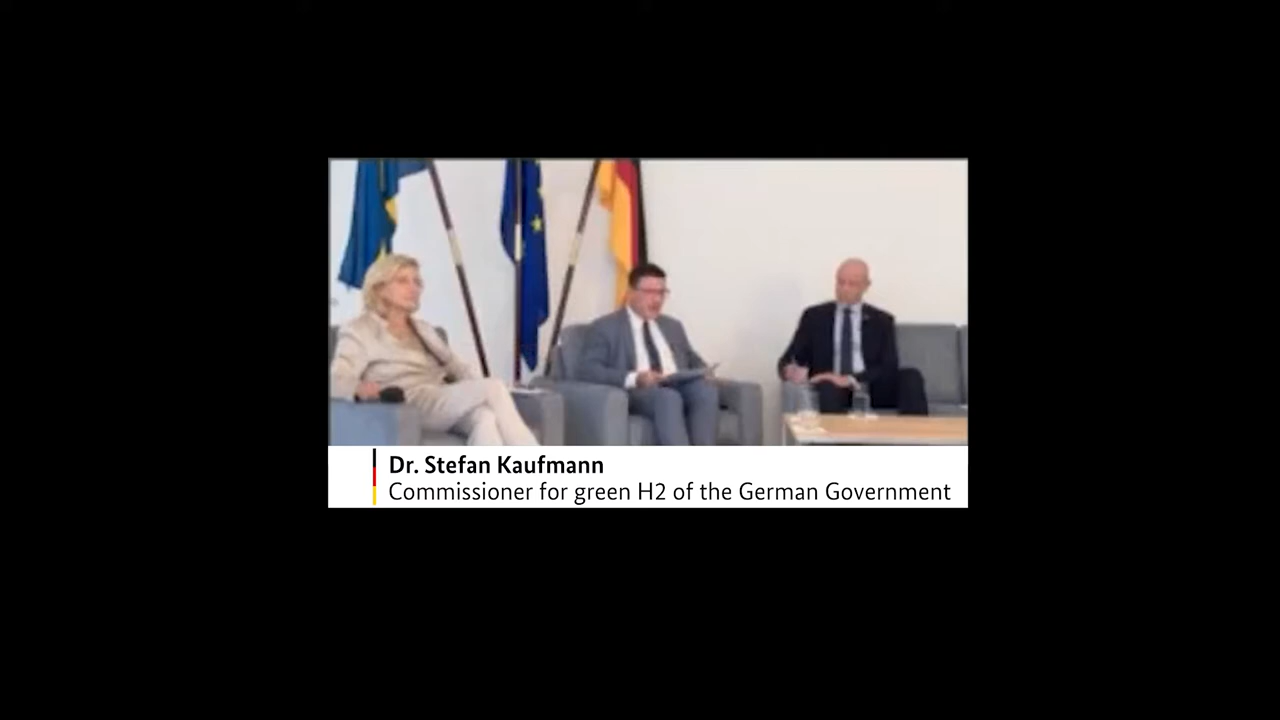 Dr. Stefan Kaufmann
Commissioner for green H2 of the German Government